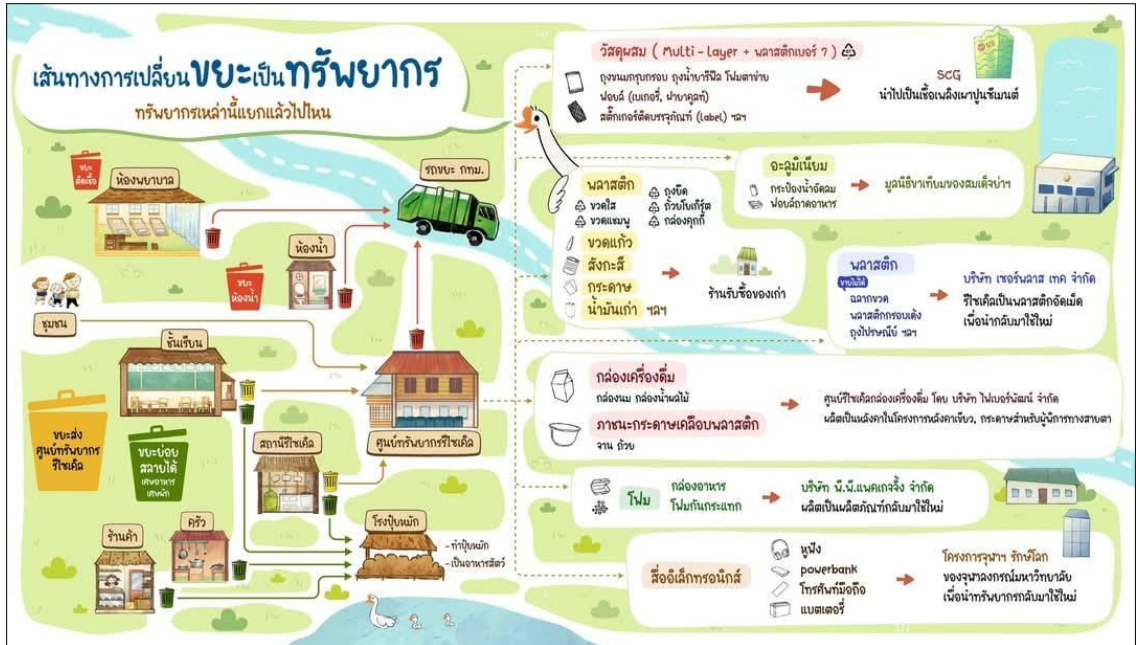 เส้นทางการเปลี่ยนขยะเป็นทรัพยากร
ทรัพยากรเหล่านี้แยกแล้วไปไหน
ขยะ
ติดเชื้อ
ห้องพยาบาล
รถขยะ กทม.
ห้องน้ำ
ขยะ
ห้องน้ำ
ชุมชน
ชั้นเรียน
ขยะส่ง
ศูนย์ทรัพยากร
รีไซเคิล
ขยะย่อย
สลายได้
เศษอาหาร
เศษผัก
สถานีรีไซเคิล
ศูนย์ทรัพยากรรีไซเคิล
ร้านค้า
ครัว
โรงปุ๋ยหมัก
- ทำปุ๋ยหมัก
- เป็นอาหารสัตว์
วัสดุผสม ( Multi - layer + พลาสติกเบอร์ 7 )
ถุงขนมกรุบกรอบ ถุงน้ำยารีฟิล โฟมตาข่าย
ฟอยล์ (เบเกอรี่, ฝายาคูลท์)
สติ๊กเกอร์ติดบรรจุภัณฑ์ (label) ฯลฯ
SCG
นำไปเป็นเชื้อเพลิงเผาปูนซีเมนต์
อะลูมิเนียม
กระป๋องน้ำอัดลม
ฟอยล์ถาดอาหาร
มูลนิธิขาเทียมของสมเด็จย่าฯ
พลาสติก
ขวดใส
ขวดแชมพู
ถุงยืด
ถ้วยโยเกิร์ต
กล่องคุกกี้
ขวดแก้ว
สังกะสี
กระดาษ
น้ำมันเก่า ฯลฯ
ร้านรับซื้อของเก่า
พลาสติก
ขายไม่ได้
ฉลากขวด
พลาสติกกรอบเด้ง
ถุงไปรษณีย์ ฯลฯ
บริษัท เซอร์พลาส เทค จำกัด
รีไซเคิลเป็นพลาสติกอัดเม็ด
เพื่อนำกลับมาใช้ใหม่
กล่องเครื่องดื่ม
กล่องนม กล่องน้ำผลไม้
ภาชนะกระดาษเคลือบพลาสติก
จาน ถ้วย
ศูนย์รีไซเคิลกล่องเครื่องดื่ม โดย บริษัท ไฟเบอร์พัฒน์ จำกัด
ผลิตเป็นหลังคาในโครงการหลังคาเขียว, กระดาษสำหรับผู้พิการทางสายตา
โฟม
กล่องอาหาร
โฟมกันกระแทก
บริษัท พี.พี.แพคเกจจิ้ง จำกัด
ผลิตเป็นผลิตภัณฑ์กลับมาใช้ใหม่
สื่ออิเล็กทรอนิกส์
หูฟัง
powerbank
โทรศัพท์มือถือ
แบตเตอรี่
โครงการจุฬาฯ รักษ์โลก
ของจุฬาลงกรณ์มหาวิทยาลัย
เพื่อนำทรัพยากรกลับมาใช้ใหม่